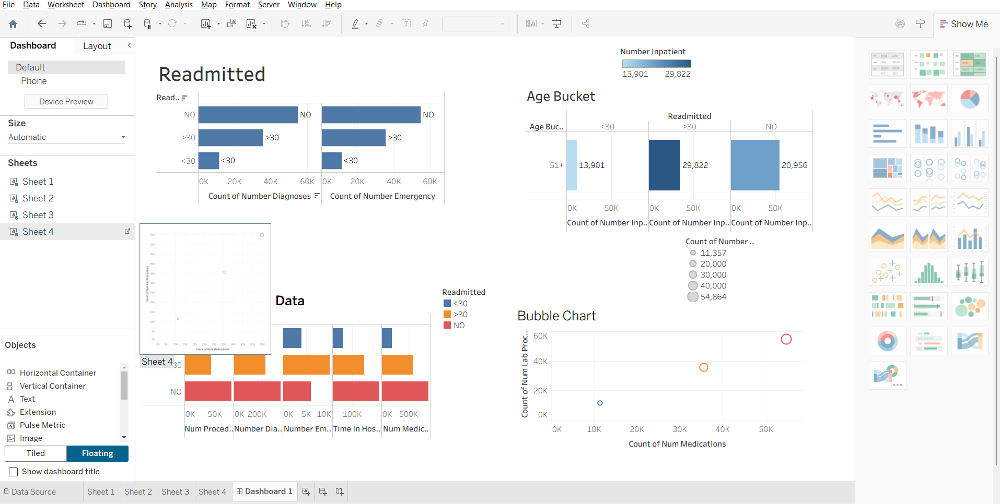 File Data Worksheet Dashboard Story Analysis Map Format Server Window Help
Show Me
Dashboard Layout
Default
Phone
Device Preview
Size
Automatic
Sheets
Sheet 1
Sheet 2
Sheet 3
Sheet 4
Objects
Horizontal Container
Vertical Container
Text
Extension
Pulse Metric
Image
Tiled Floating
Show dashboard title
Readmitted
Read..
NO NO NO
>30 >30 >30
<30 <30 <30
0K 20K 40K 60K 0K 20K 40K 60K
Count of Number Diagnoses Count of Number Emergency
Number Inpatient
13,901 29,822
Age Bucket
Readmitted
Age Buc.. <30 >30 NO
51+ 13,901 29,822 20,956
0K 50K 0K 50K 0K 50K
Count of Number Inp.. Count of Number Inp.. Count of Number Inp..
Count of Number ..
11,357
20,000
30,000
40,000
54,864
Count of Num Lab Procedures
Count of Num Medications
Sheet 4
Data
30
NO
0K 50K 0K 200K 0K 5K 10K 100K 0K 500K
Num Proced.. Number Dia.. Number Em.. Time In Hos.. Num Medic..
Readmitted
<30
>30
NO
Bubble Chart
Count of Num Lab Proc..
60K
40K
20K
0K
0K 10K 20K 30K 40K 50K
Count of Num Medications
Data Source Sheet 1 Sheet 2 Sheet 3 Sheet 4 Dashboard 1